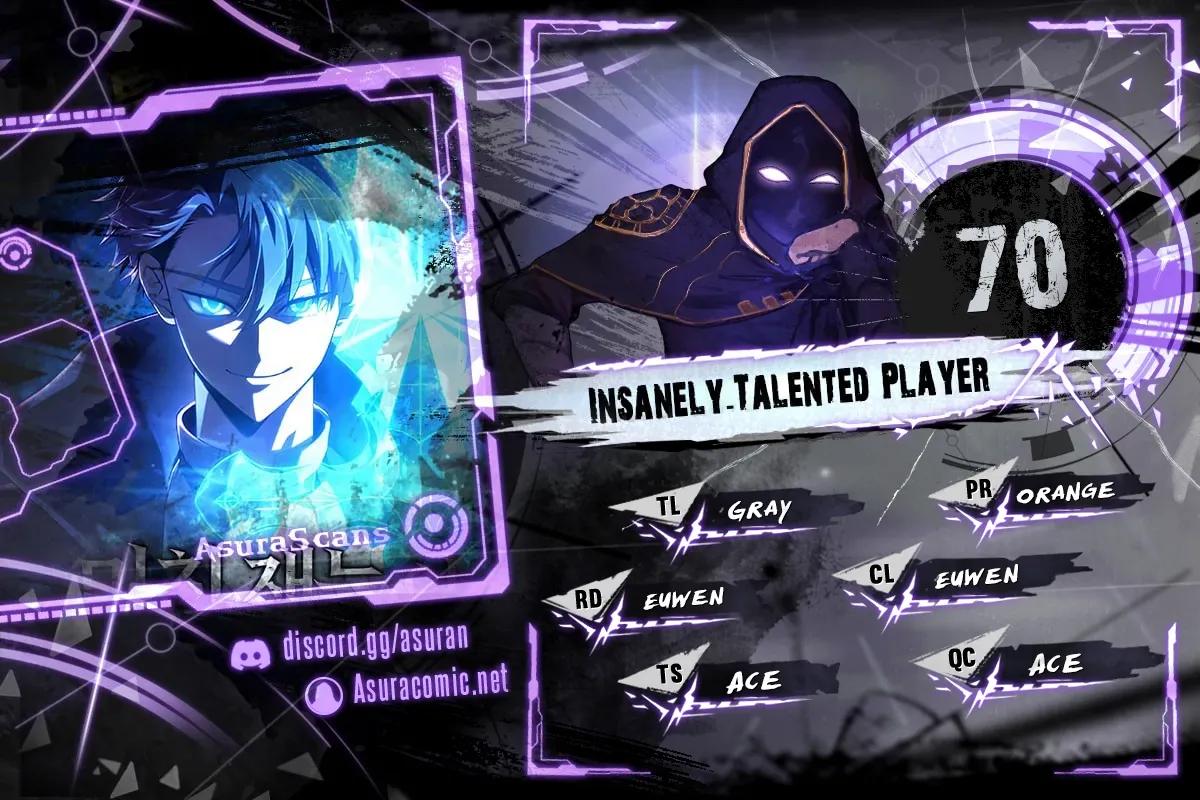 70
INSANELY-TALENTED PLAYER
TL GRAY
PR ORANGE
RD EUWEN
CL EUWEN
TS ACE
QC ACE
AsuraScans
discord.gg/asuran
Asuracomic.net